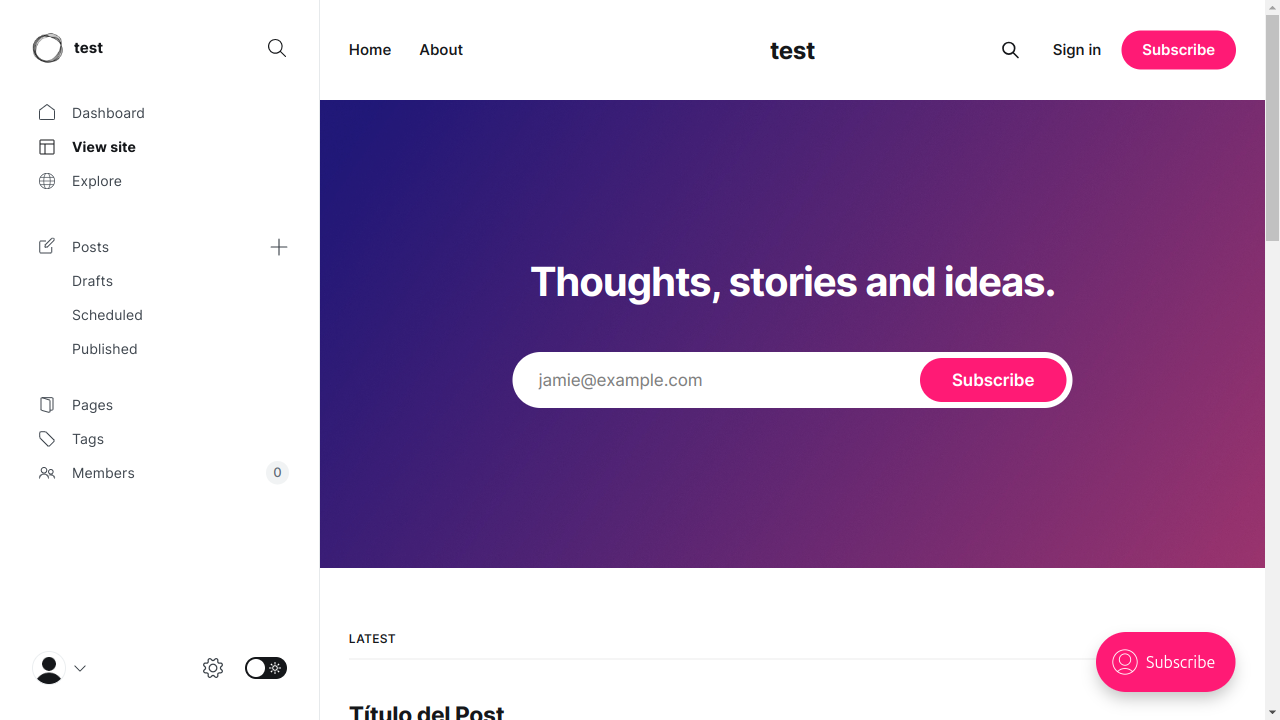 test
Dashboard
View site
Explore
Posts
Drafts
Scheduled
Published
Pages
Tags
Members 0
Home About test Sign in Subscribe
Thoughts, stories and ideas.
jamie@example.com Subscribe
LATEST
Subscribe
Título del Post